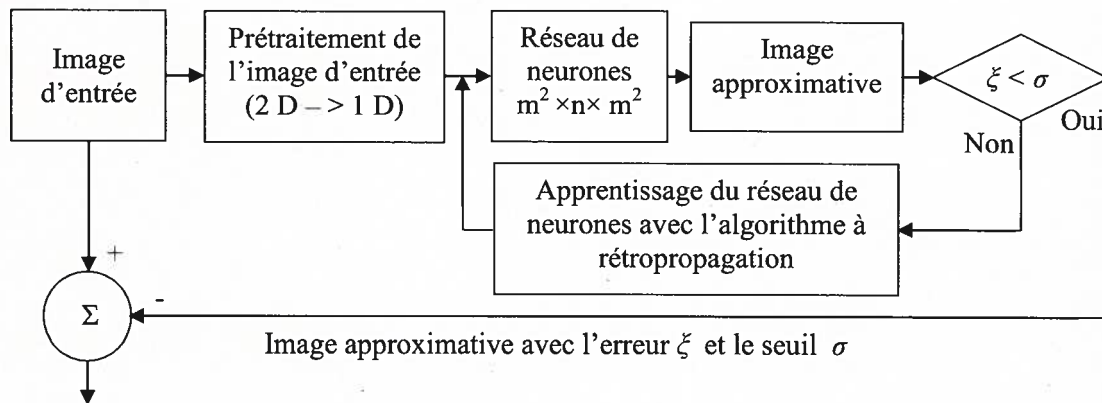 Image
d'entrée
Prétraitement de
l'image d'entrée
(2 D – > 1 D)
Réseau de
neurones
m² ×n× m²
Image
approximative
ξ < σ
Oui
Non
Apprentissage du réseau de
neurones avec l'algorithme à
rétropropagation
+
Σ
-
Image approximative avec l'erreur ξ et le seuil σ